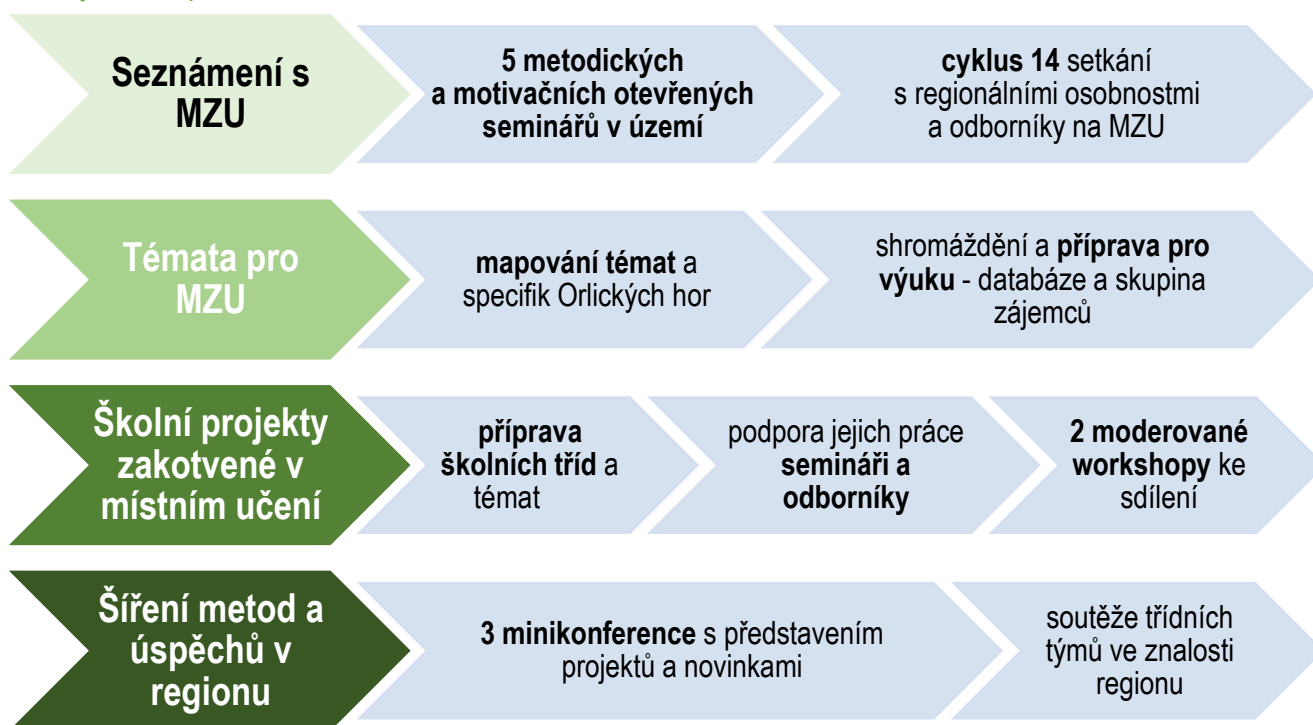 Seznámení s
MZU
5 metodických
a motivačních otevřených
seminářů v území
cyklus 14 setkání
s regionálními osobnostmi
a odborníky na MZU
Témata pro
MZU
mapování témat a
specifik Orlických hor
shromáždění a příprava pro
výuku - databáze a skupina
zájemců
Školní projekty
zakotvené v
místním učení
příprava
školních tříd a
témat
podpora jejich práce
semináři a
odborníky
2 moderované
workshopy ke
sdílení
Šíření metod a
úspěchů v
regionu
3 minikonference s představením
projektů a novinkami
soutěže třídních
týmů ve znalosti
regionu